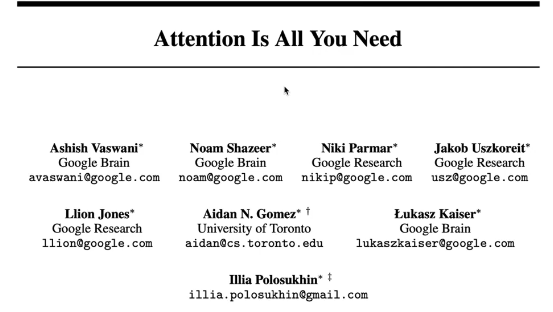 Attention Is All You Need
Ashish Vaswani* Noam Shazeer* Niki Parmar* Jakob Uszkoreit*
Google Brain Google Brain Google Research Google Research
avaswani@google.com noam@google.com nikip@google.com usz@google.com
Llion Jones* Aidan N. Gomez* † Łukasz Kaiser*
Google Research University of Toronto Google Brain
llion@google.com aidan@cs.toronto.edu lukaszkaiser@google.com
Illia Polosukhin* ‡
illia.polosukhin@gmail.com